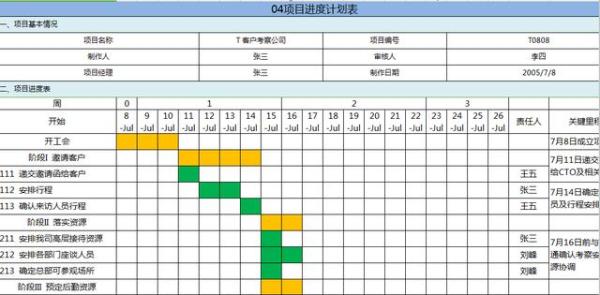 04项目进度计划表
一、项目基本情况
项目名称 T客户考察公司 项目编号 T0808
制作人 张三 审核人 李四
项目经理 张三 制作日期 2005/7/8
二、项目进度表
周 0 1 2 3
开始 8-Jul 9-Jul 10-Jul 11-Jul 12-Jul 13-Jul 14-Jul 15-Jul 16-Jul 17-Jul 18-Jul 19-Jul 20-Jul 21-Jul 22-Jul 23-Jul 24-Jul 25-Jul 26-Jul 责任人 关键里程
开工会 7月8日成立项
阶段I 邀请客户
111 递交邀请函给客户 王五 7月11日递交
给CTO及相关
112 安排行程 张三 7月14日确定
113 确认来访人员行程 王五 员及行程安排
阶段II 落实资源
211 安排我司高层接待资源 张三 7月16日前与
212 安排各部门座谈人员 刘峰 通确认考察安
213 确定总部可参观场所 刘峰 源协调
阶段III 预定后勤资源